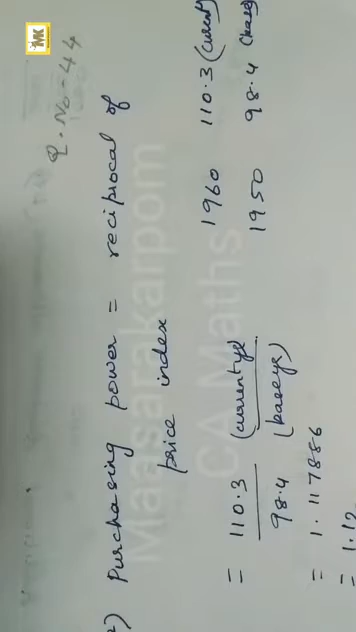 MK
Q. No - 44
2) Purchasing power = reciprocal of
price index
1960 110.3 (current
1950 98.4 (base
= 110.3 (current yr)
98.4 (base yr)
= 1.117886
= 1.12
Maasarakarpom
CA Maths